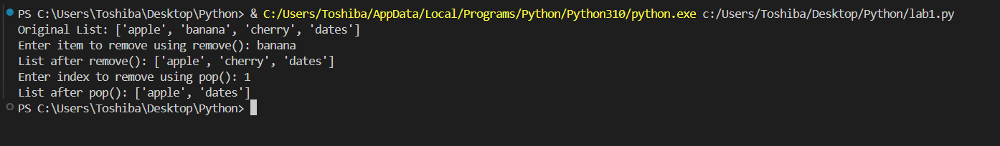 PS C:\Users\Toshiba\Desktop\Python> & C:/Users/Toshiba/AppData/Local/Programs/Python/Python310/python.exe c:/Users/Toshiba/Desktop/Python/lab1.py
Original List: ['apple', 'banana', 'cherry', 'dates']
Enter item to remove using remove(): banana
List after remove(): ['apple', 'cherry', 'dates']
Enter index to remove using pop(): 1
List after pop(): ['apple', 'dates']
PS C:\Users\Toshiba\Desktop\Python>